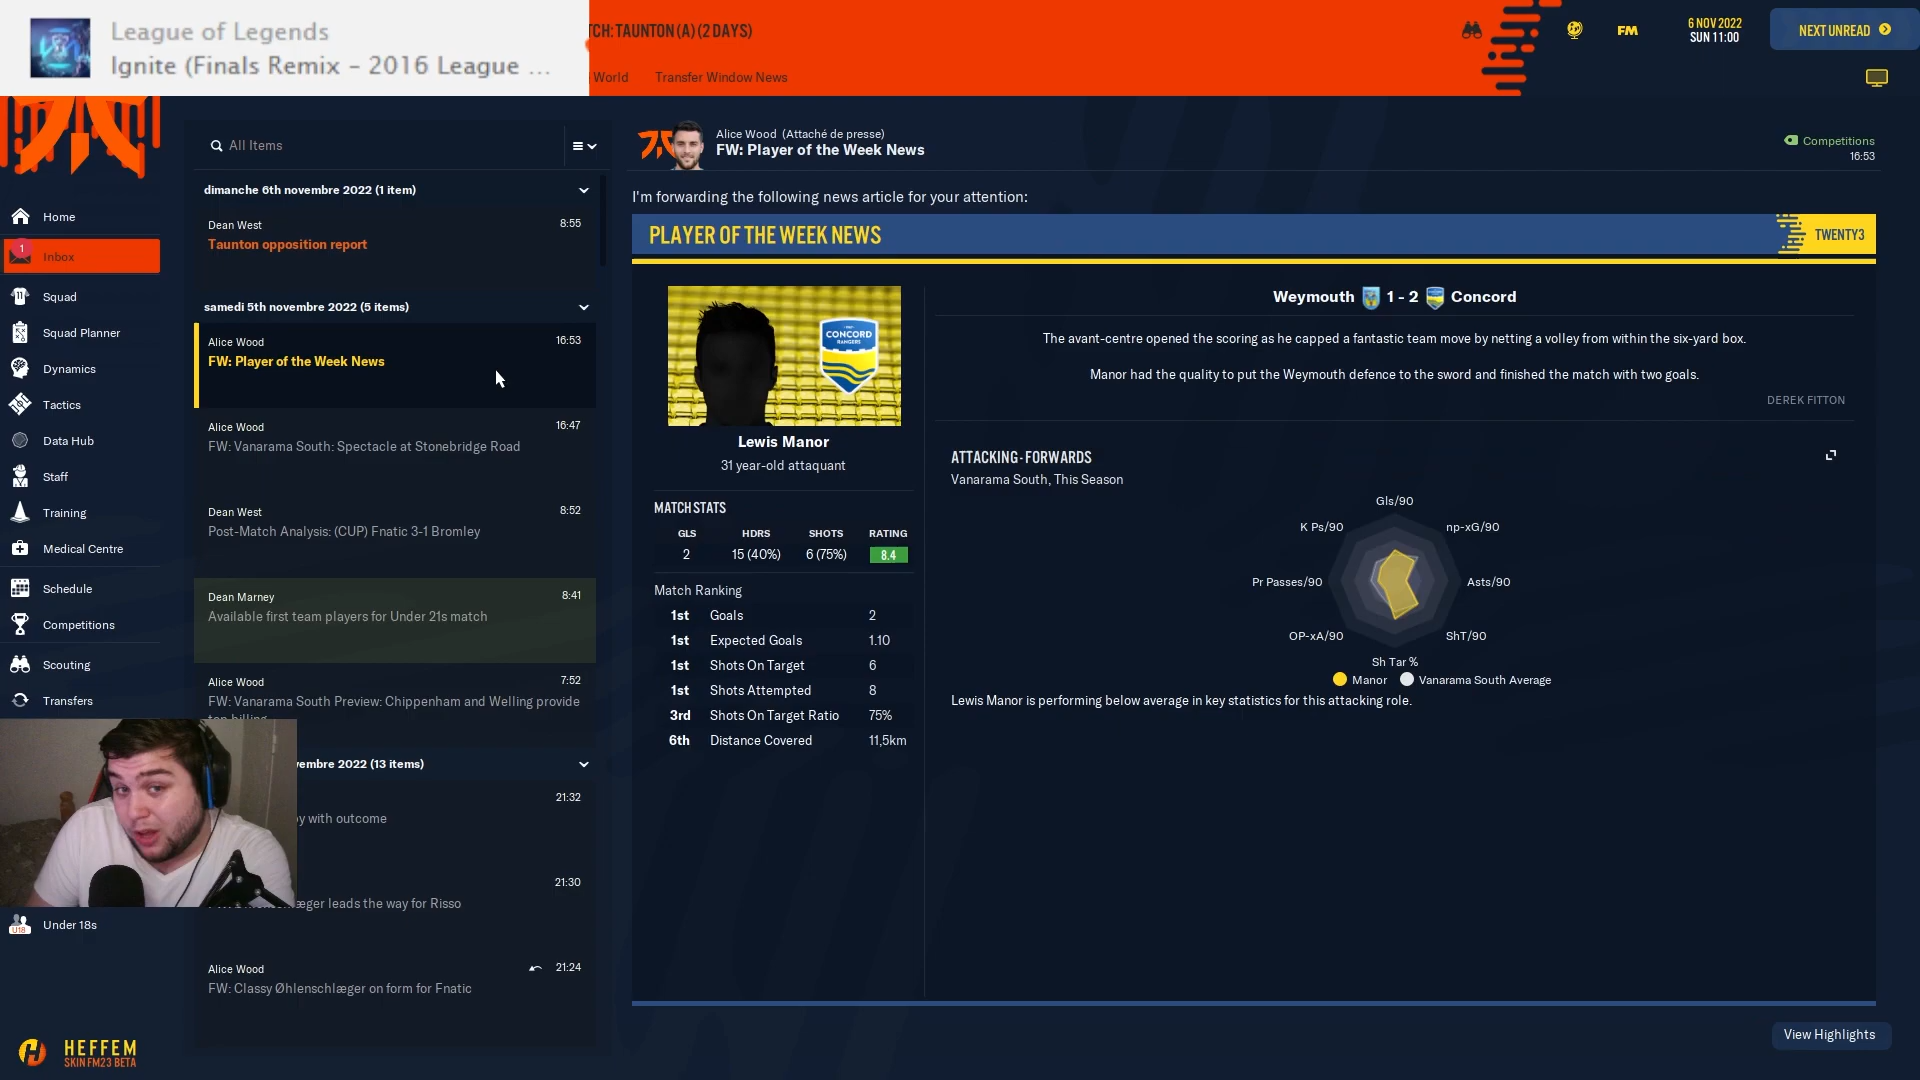 League of Legends
Ignite (Finals Remix - 2016 League ...
TCH: TAUNTON (A) (2 DAYS)
World
Transfer Window News
FM
6 NOV 2022
SUN 11:00
NEXT UNREAD
Home
1
Inbox
Squad
Squad Planner
Dynamics
Tactics
Data Hub
Staff
Training
Medical Centre
Schedule
Competitions
Scouting
Transfers
U18
Under 18s
HEFFEM
SKIN FM23 BETA
All Items
dimanche 6th novembre 2022 (1 item)
Dean West
8:55
Taunton opposition report
samedi 5th novembre 2022 (5 items)
Alice Wood
16:53
FW: Player of the Week News
Alice Wood
16:47
FW: Vanarama South: Spectacle at Stonebridge Road
Dean West
8:52
Post-Match Analysis: (CUP) Fnatic 3-1 Bromley
Dean Marney
8:41
Available first team players for Under 21s match
Alice Wood
7:52
FW: Vanarama South Preview: Chippenham and Welling provide
top billing
vembre 2022 (13 items)
21:32
y with outcome
21:30
æger leads the way for Risso
Alice Wood
21:24
FW: Classy Øhlenschlæger on form for Fnatic
Alice Wood (Attaché de presse)
FW: Player of the Week News
Competitions
16:53
I'm forwarding the following news article for your attention:
PLAYER OF THE WEEK NEWS
TWENTY3
CONCORD
RANGERS
Lewis Manor
31 year-old attaquant
MATCH STATS
GLS HDRS SHOTS RATING
2 15 (40%) 6 (75%) 8.4
Match Ranking
1st Goals 2
1st Expected Goals 1.10
1st Shots On Target 6
1st Shots Attempted 8
3rd Shots On Target Ratio 75%
6th Distance Covered 11,5km
Weymouth 1 - 2 Concord
The avant-centre opened the scoring as he capped a fantastic team move by netting a volley from within the six-yard box.
Manor had the quality to put the Weymouth defence to the sword and finished the match with two goals.
DEREK FITTON
ATTACKING - FORWARDS
Vanarama South, This Season
Gls/90
K Ps/90
np-xG/90
Pr Passes/90
Asts/90
OP-xA/90
ShT/90
Sh Tar %
Manor
Vanarama South Average
Lewis Manor is performing below average in key statistics for this attacking role.
View Highlights